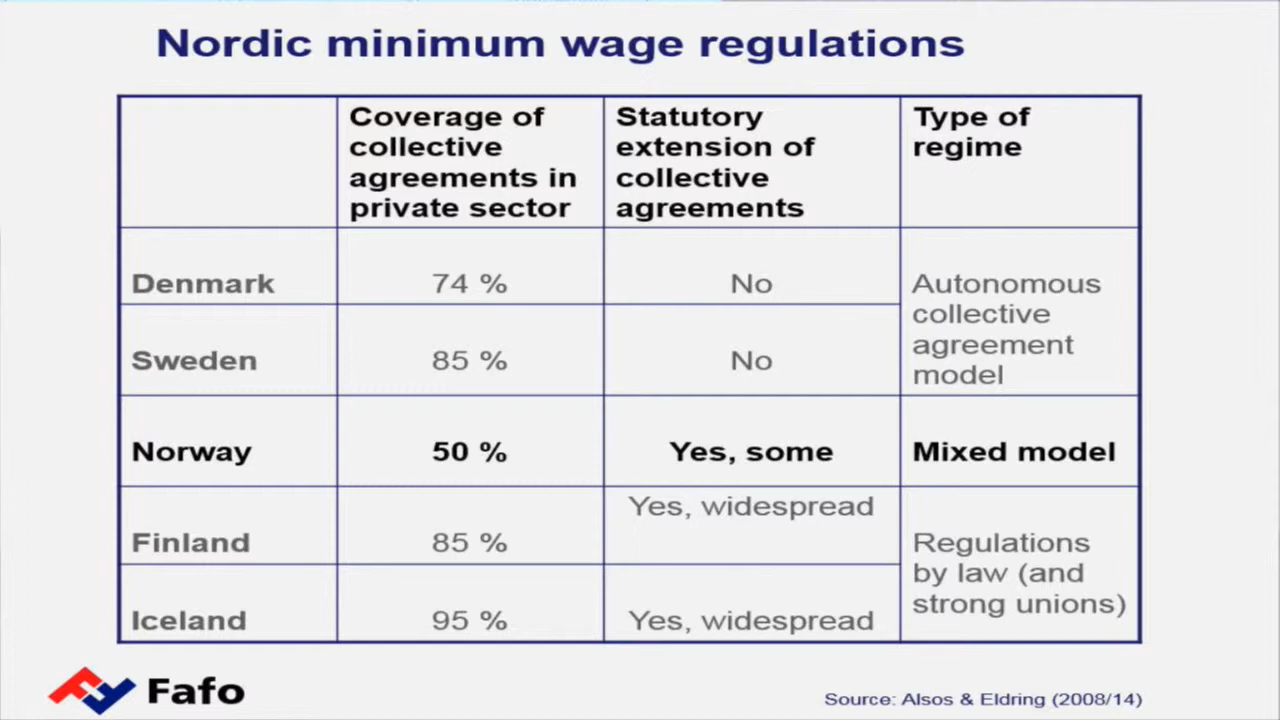 Nordic minimum wage regulations
Coverage of
collective
agreements in
private sector
Statutory
extension of
collective
agreements
Type of
regime
Denmark
74 %
No
Autonomous
collective
agreement
model
Sweden
85 %
No
Norway
50 %
Yes, some
Mixed model
Finland
85 %
Yes, widespread
Regulations
by law (and
strong unions)
Iceland
95 %
Yes, widespread
Fafo
Source: Alsos & Eldring (2008/14)